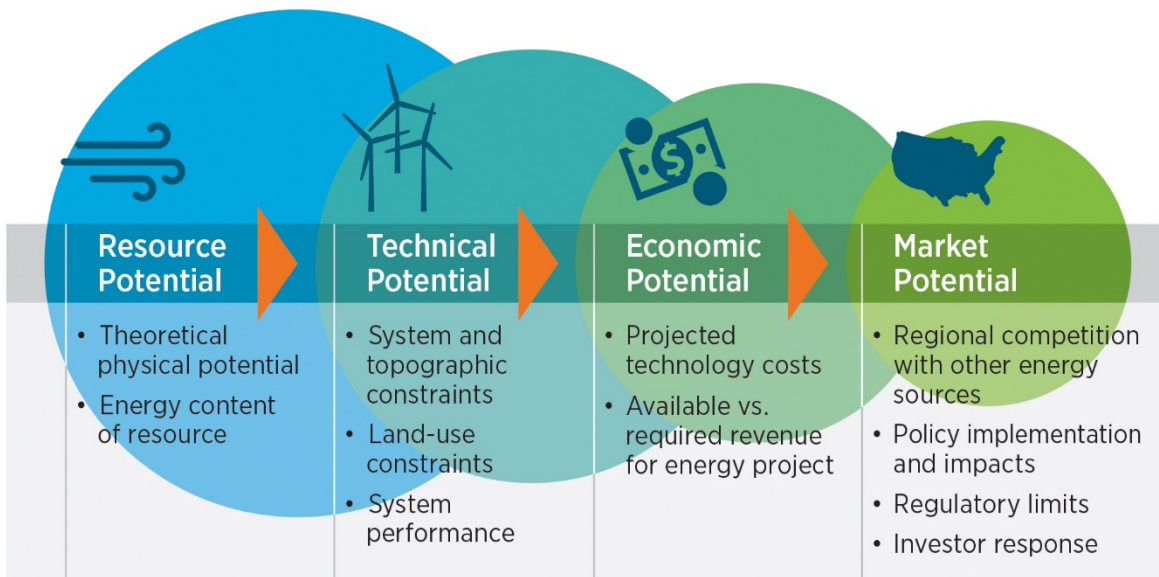 Resource
Potential
• Theoretical
physical potential
• Energy content
of resource
Technical
Potential
• System and
topographic
constraints
• Land-use
constraints
• System
performance
$
Economic
Potential
• Projected
technology costs
• Available vs.
required revenue
for energy project
Market
Potential
• Regional competition
with other energy
sources
• Policy implementation
and impacts
• Regulatory limits
• Investor response